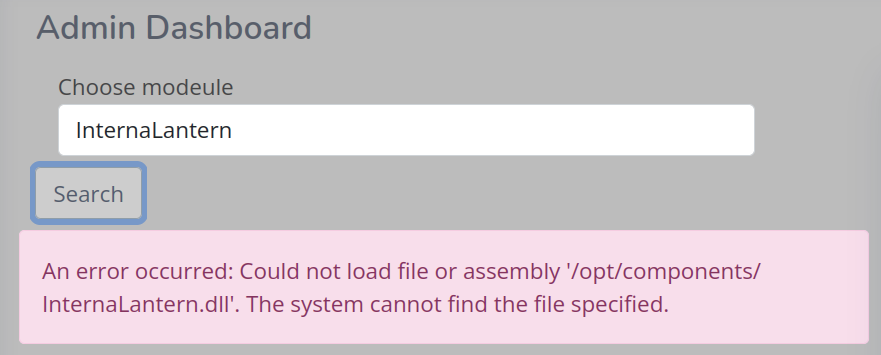 Admin Dashboard
Choose modeule
InternaLantern
Search
An error occurred: Could not load file or assembly '/opt/components/
InternaLantern.dll'. The system cannot find the file specified.